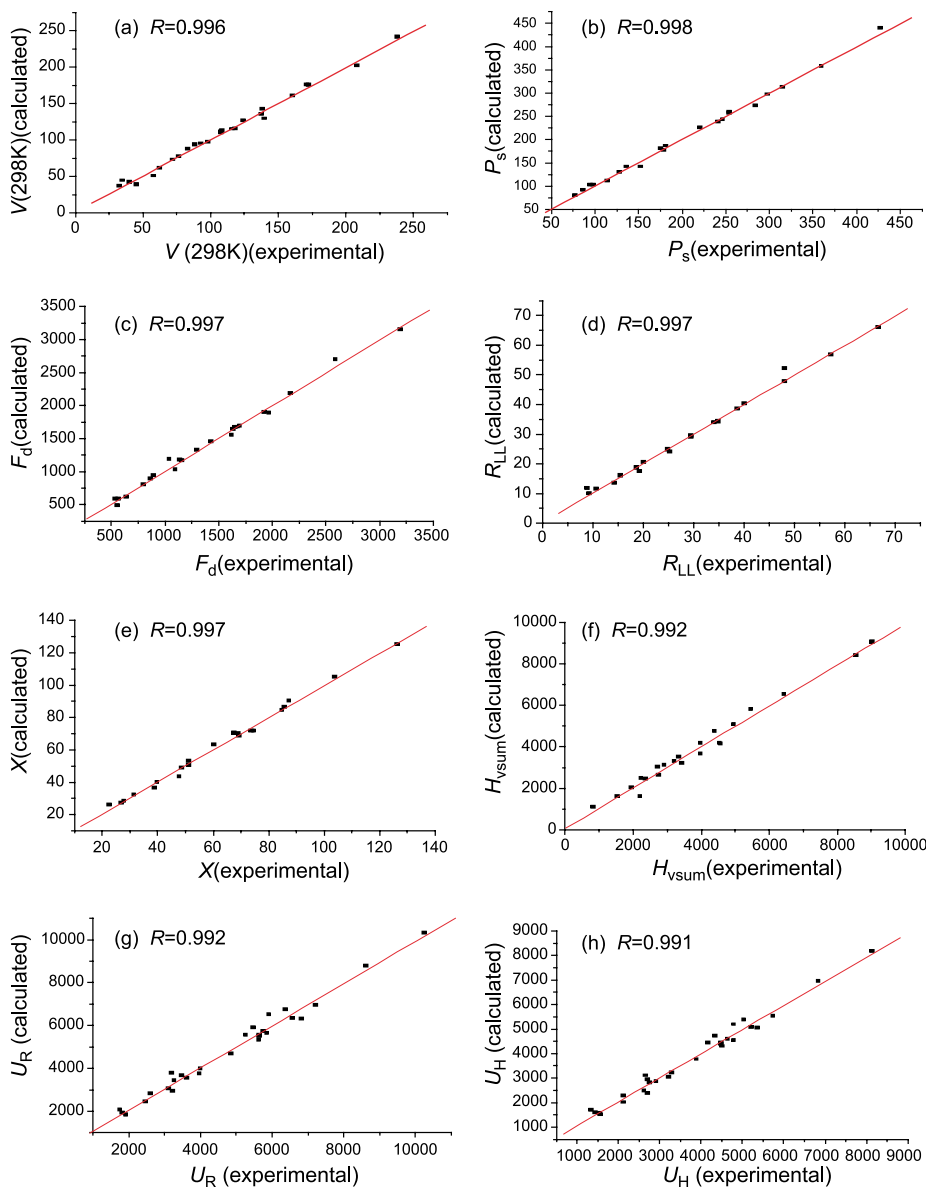 (a) R=0.996
V(298K)(calculated)
250
200
150
100
50
0
0 50 100 150 200 250
V (298K)(experimental)
(b) R=0.998
Ps(calculated)
450
400
350
300
250
200
150
100
50
50 100 150 200 250 300 350 400 450
Ps(experimental)
(c) R=0.997
Fd(calculated)
3500
3000
2500
2000
1500
1000
500
500 1000 1500 2000 2500 3000 3500
Fd(experimental)
(d) R=0.997
RLL(calculated)
70
60
50
40
30
20
10
0
0 10 20 30 40 50 60 70
RLL(experimental)
(e) R=0.997
X(calculated)
140
120
100
80
60
40
20
20 40 60 80 100 120 140
X(experimental)
(f) R=0.992
Hvsum(calculated)
10000
8000
6000
4000
2000
0
0 2000 4000 6000 8000 10000
Hvsum(experimental)
(g) R=0.992
UR (calculated)
10000
8000
6000
4000
2000
2000 4000 6000 8000 10000
UR (experimental)
(h) R=0.991
UH (calculated)
9000
8000
7000
6000
5000
4000
3000
2000
1000
1000 2000 3000 4000 5000 6000 7000 8000 9000
UH (experimental)